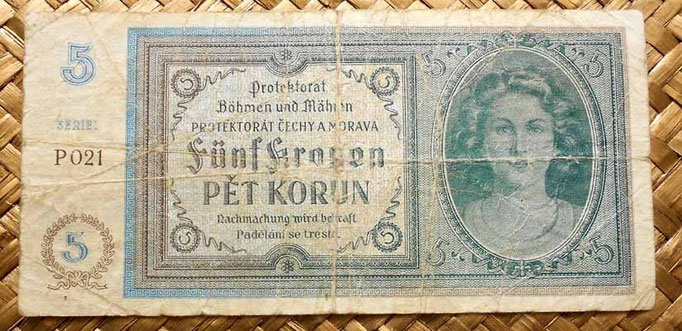 5
SERIE:
P 021
5
Protektorat
Böhmen und Mähren
PROTEKTORÁT ČECHY A MORAVA
Fünf Kronen
PĚT KORUN
Nachmachung wird bestraft
Padělání se trestá
5 5
5 5